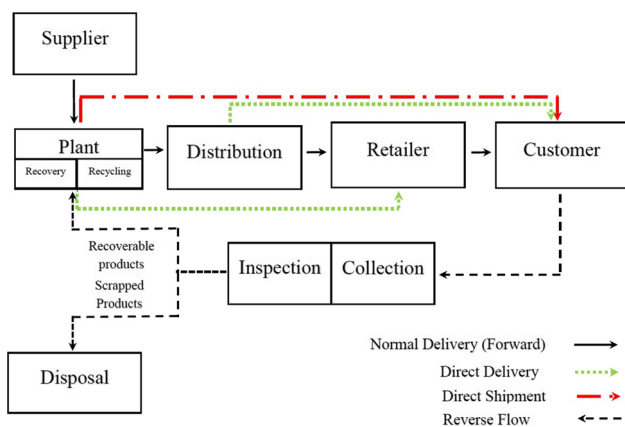 Supplier
Plant
Recovery
Recycling
Distribution
Retailer
Customer
Recoverable
products
Scrapped
Products
Inspection
Collection
Disposal
Normal Delivery (Forward)
Direct Delivery
Direct Shipment
Reverse Flow